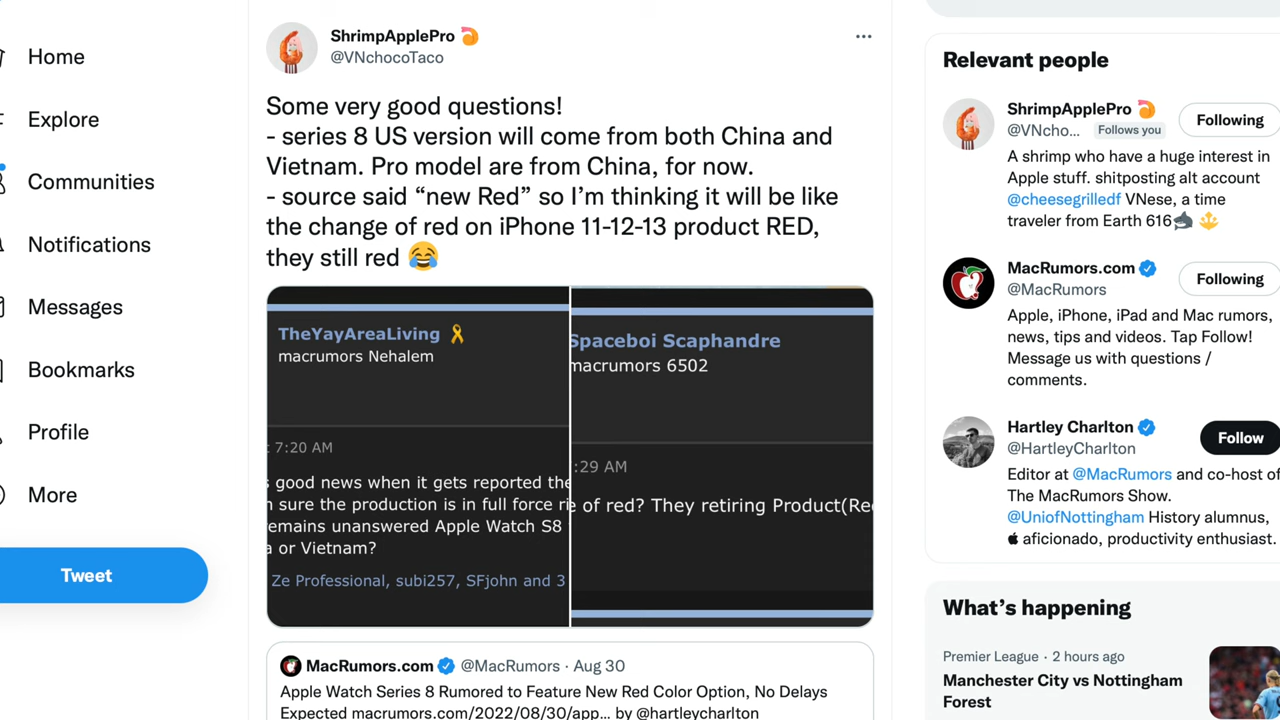 Home
Explore
Communities
Notifications
Messages
Bookmarks
Profile
More
Tweet
ShrimpApplePro
@VNchocoTaco
Some very good questions!
- series 8 US version will come from both China and
Vietnam. Pro model are from China, for now.
- source said “new Red” so I’m thinking it will be like
the change of red on iPhone 11-12-13 product RED,
they still red 😂
TheYayAreaLiving
macrumors Nehalem
7:20 AM
good news when it gets reported the
sure the production is in full force ri
emains unanswered Apple Watch S8
or Vietnam?
Ze Professional, subi257, SFjohn and 3
Spaceboi Scaphandre
macrumors 6502
:29 AM
e of red? They retiring Product(Re
MacRumors.com @MacRumors · Aug 30
Apple Watch Series 8 Rumored to Feature New Red Color Option, No Delays
Expected macrumors.com/2022/08/30/app… by @hartleycharlton
Relevant people
ShrimpApplePro
@VNcho... Follows you
Following
A shrimp who have a huge interest in
Apple stuff. shitposting alt account
@cheesegrilledf VNese, a time
traveler from Earth 616
MacRumors.com
@MacRumors
Following
Apple, iPhone, iPad and Mac rumors,
news, tips and videos. Tap Follow!
Message us with questions /
comments.
Hartley Charlton
@HartleyCharlton
Follow
Editor at @MacRumors and co-host of
The MacRumors Show.
@UniofNottingham History alumnus,
aficionado, productivity enthusiast.
What’s happening
Premier League · 2 hours ago
Manchester City vs Nottingham
Forest